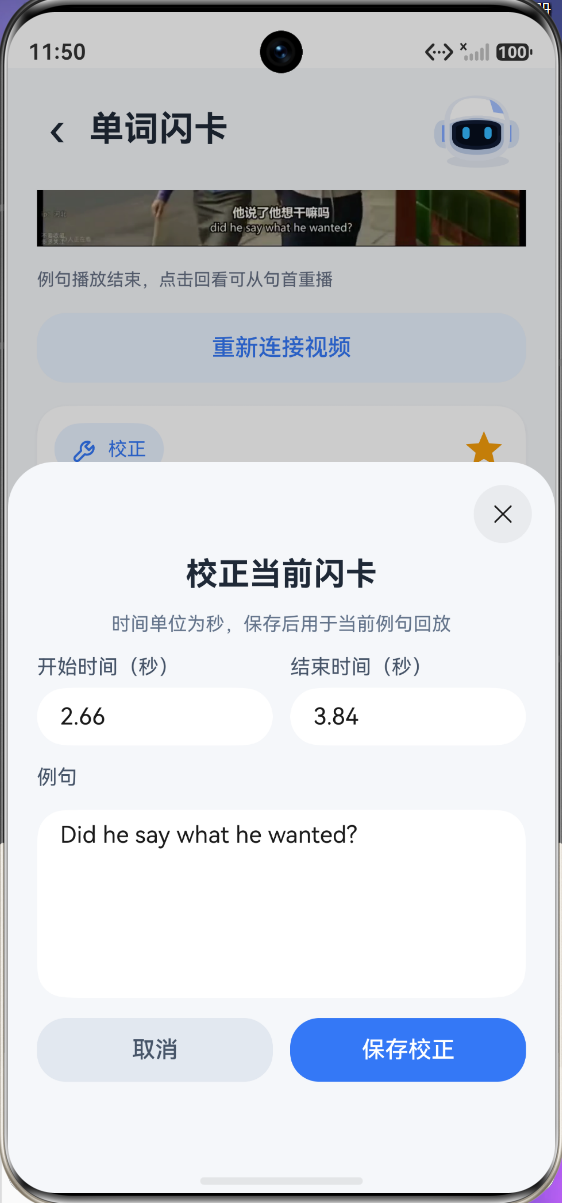 11:50
100
单词闪卡
他说了他想干嘛吗
did he say what he wanted?
例句播放结束，点击回看可从句首重播
重新连接视频
校正
校正当前闪卡
时间单位为秒，保存后用于当前例句回放
开始时间（秒） 结束时间（秒）
2.66 3.84
例句
Did he say what he wanted?
取消 保存校正